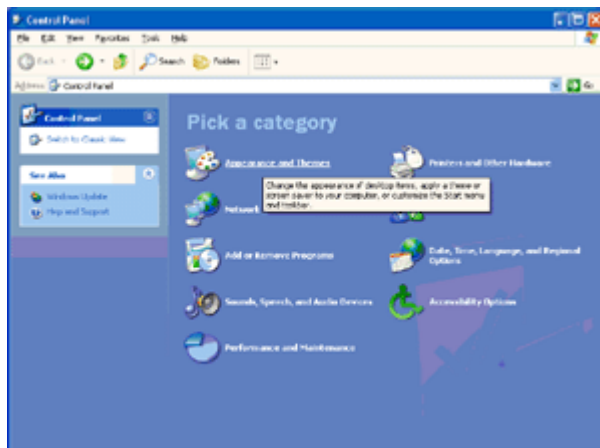 Control Panel
File Edit View Favorites Tools Help
Back Search Folders
Address Control Panel Go
Control Panel
Switch to Classic View
See Also
Windows Update
Help and Support
Pick a category
Appearance and Themes
Printers and Other Hardware
Change the appearance of desktop items, apply a theme or
screen saver to your computer, or customize the Start menu
and taskbar.
Network
Add or Remove Programs
Date, Time, Language, and Regional
Options
Sounds, Speech, and Audio Devices
Accessibility Options
Performance and Maintenance